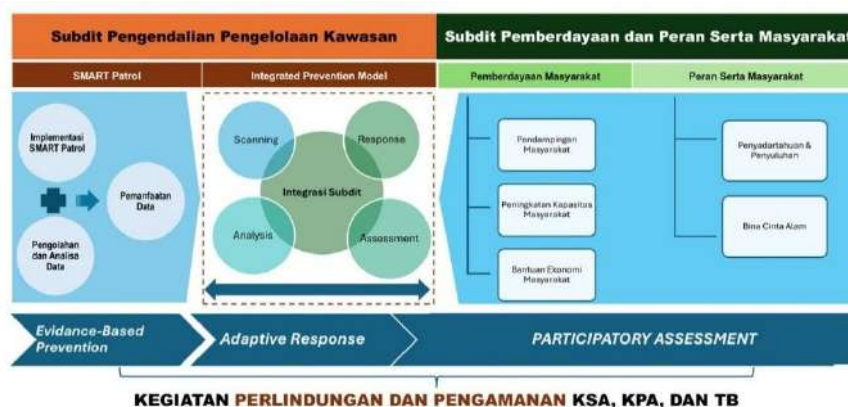 Subdit Pengendalian Pengelolaan Kawasan
Subdit Pemberdayaan dan Peran Serta Masyarakat
SMART Patrol
Integrated Prevention Model
Pemberdayaan Masyarakat
Peran Serta Masyarakat
Implementasi
SMART Patrol
Pemanfaatan
Data
Pengolahan
dan Analisa
Data
Scanning
Response
Integrasi Subdit
Analysis
Assessment
Pendampingan
Masyarakat
Peningkatan Kapasitas
Masyarakat
Bantuan Ekonomi
Masyarakat
Penyadartahuan &
Penyuluhan
Bina Cinta Alam
Evidence-Based
Prevention
Adaptive Response
PARTICIPATORY ASSESSMENT
KEGIATAN PERLINDUNGAN DAN PENGAMANAN KSA, KPA, DAN TB